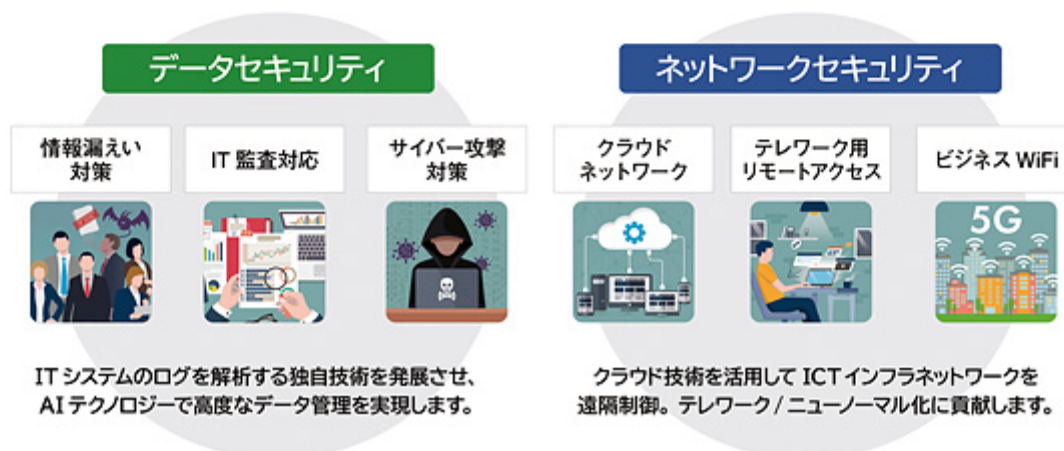 データセキュリティ
情報漏えい
対策
IT 監査対応
サイバー攻撃
対策
ITシステムのログを解析する独自技術を発展させ、
AIテクノロジーで高度なデータ管理を実現します。
ネットワークセキュリティ
クラウド
ネットワーク
テレワーク用
リモートアクセス
ビジネス WiFi
5G
クラウド技術を活用して ICTインフラネットワークを
遠隔制御。テレワーク/ニューノーマル化に貢献します。